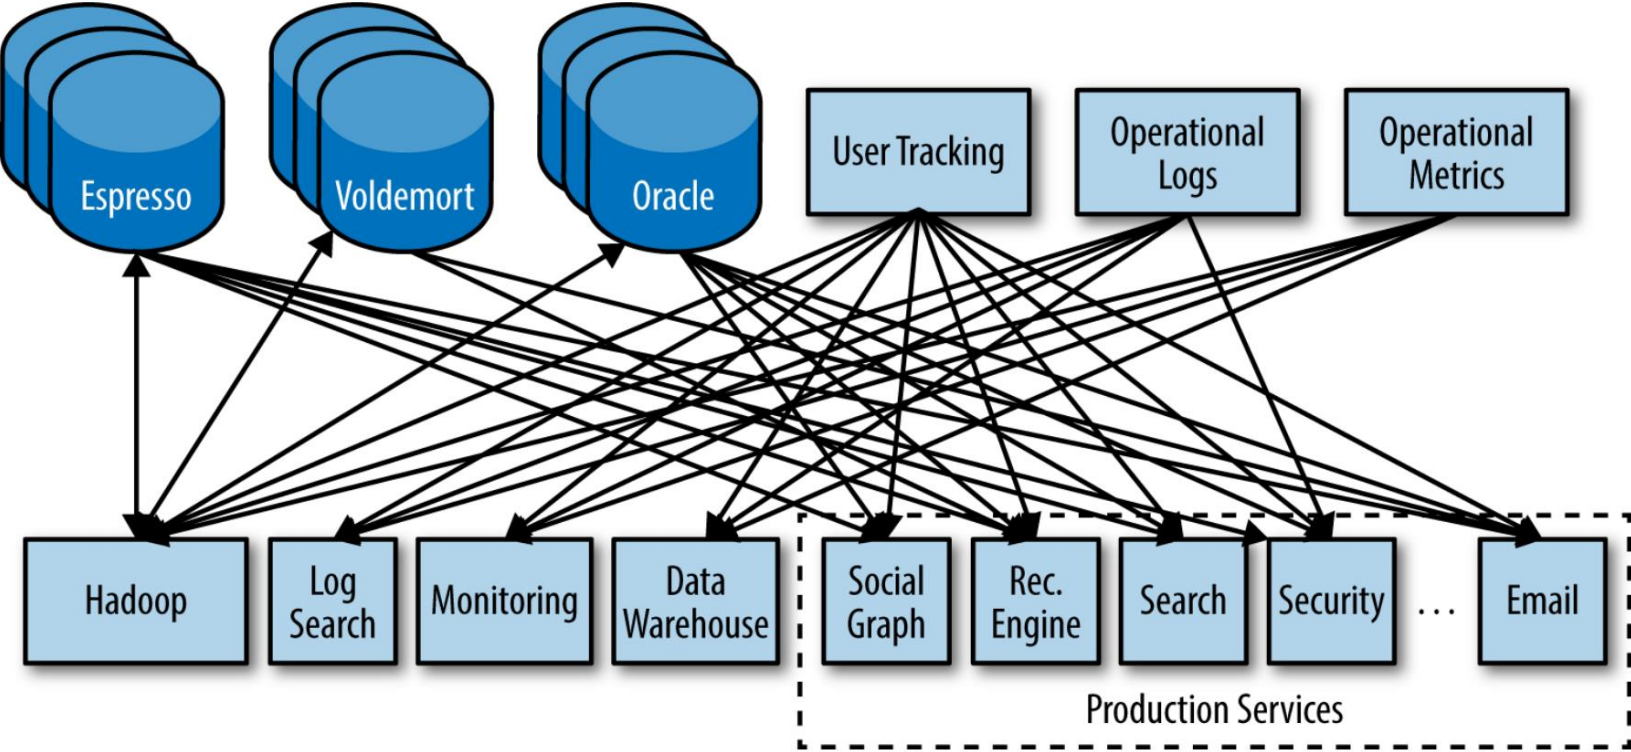 Espresso
Voldemort
Oracle
User Tracking
Operational
Logs
Operational
Metrics
Hadoop
Log
Search
Monitoring
Data
Warehouse
Social
Graph
Rec.
Engine
Search
Security
...
Email
Production Services